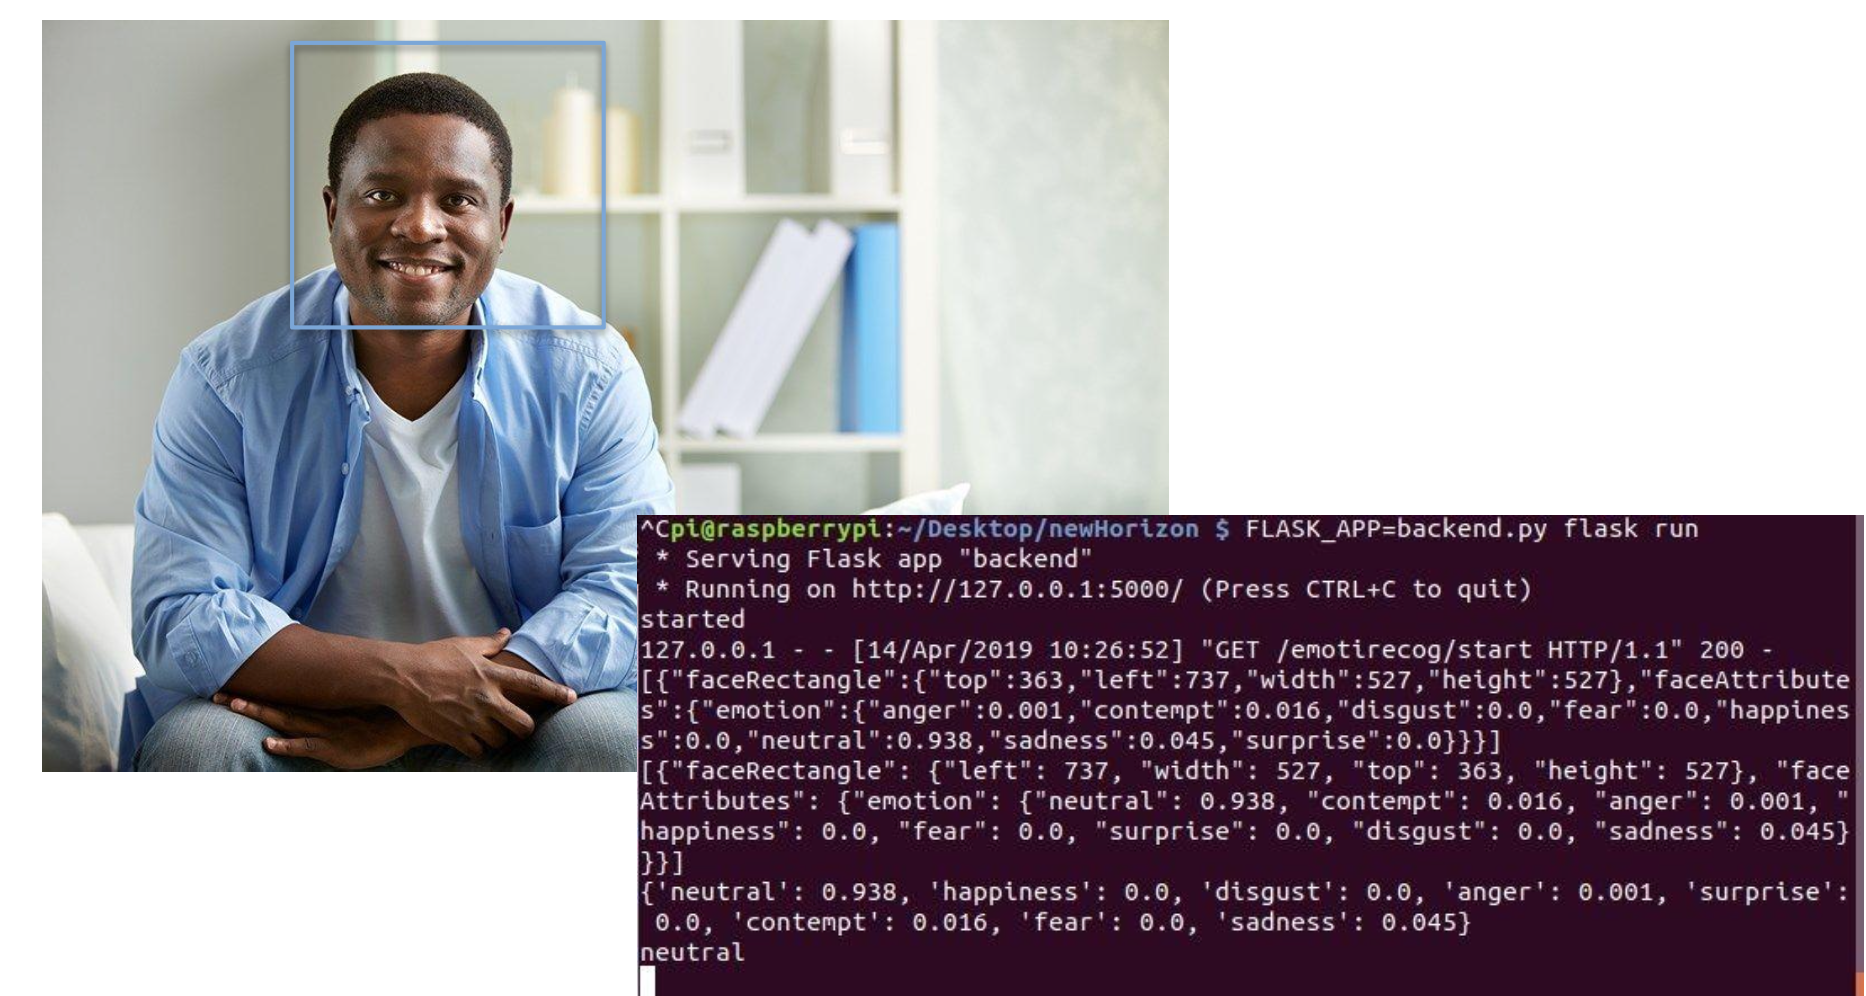 ^Cpi@raspberrypi:~/Desktop/newHorizon $ FLASK_APP=backend.py flask run
 * Serving Flask app "backend"
 * Running on http://127.0.0.1:5000/ (Press CTRL+C to quit)
started
127.0.0.1 - - [14/Apr/2019 10:26:52] "GET /emotirecog/start HTTP/1.1" 200 -
[{"faceRectangle":{"top":363,"left":737,"width":527,"height":527},"faceAttribute
s":{"emotion":{"anger":0.001,"contempt":0.016,"disgust":0.0,"fear":0.0,"happines
s":0.0,"neutral":0.938,"sadness":0.045,"surprise":0.0}}}]
[{"faceRectangle": {"left": 737, "width": 527, "top": 363, "height": 527}, "face
Attributes": {"emotion": {"neutral": 0.938, "contempt": 0.016, "anger": 0.001, "
happiness": 0.0, "fear": 0.0, "surprise": 0.0, "disgust": 0.0, "sadness": 0.045}
}}]
{'neutral': 0.938, 'happiness': 0.0, 'disgust': 0.0, 'anger': 0.001, 'surprise':
 0.0, 'contempt': 0.016, 'fear': 0.0, 'sadness': 0.045}
neutral